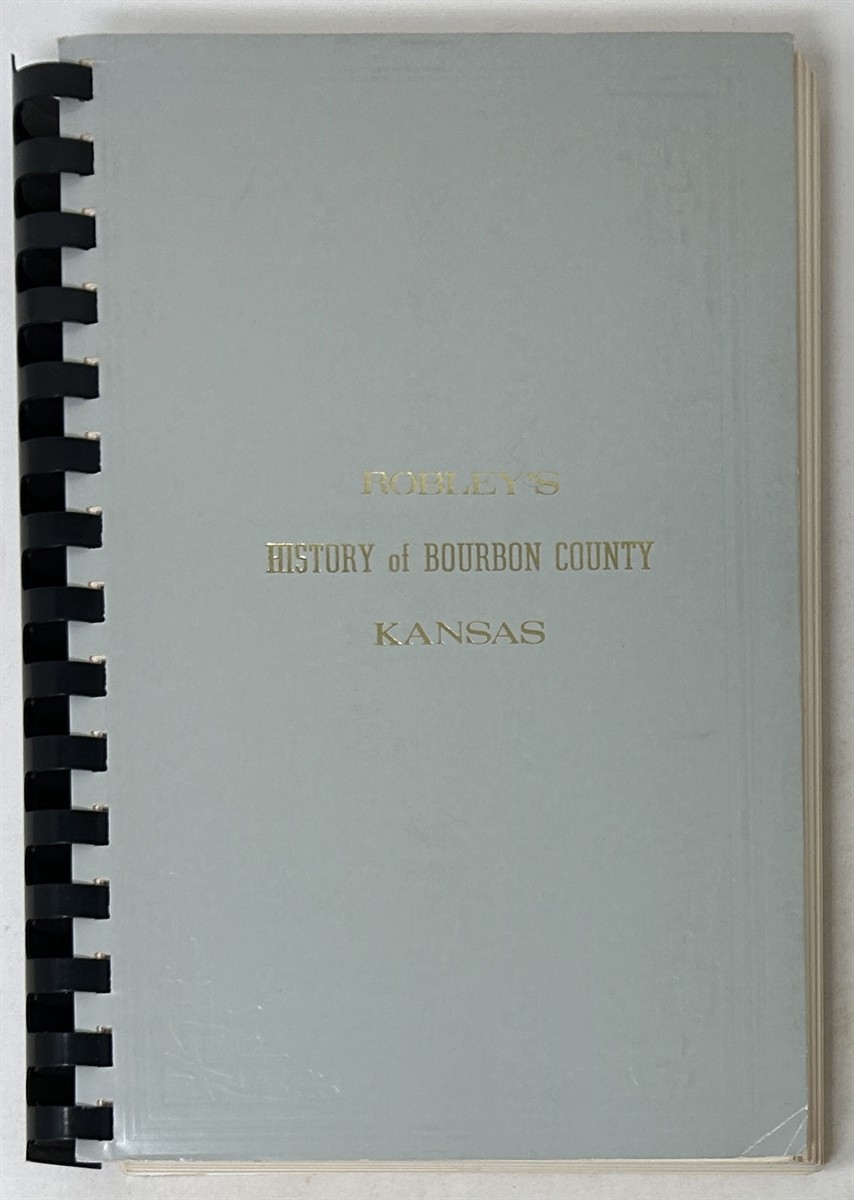 ROBLEY'S
HISTORY of BOURBON COUNTY
KANSAS